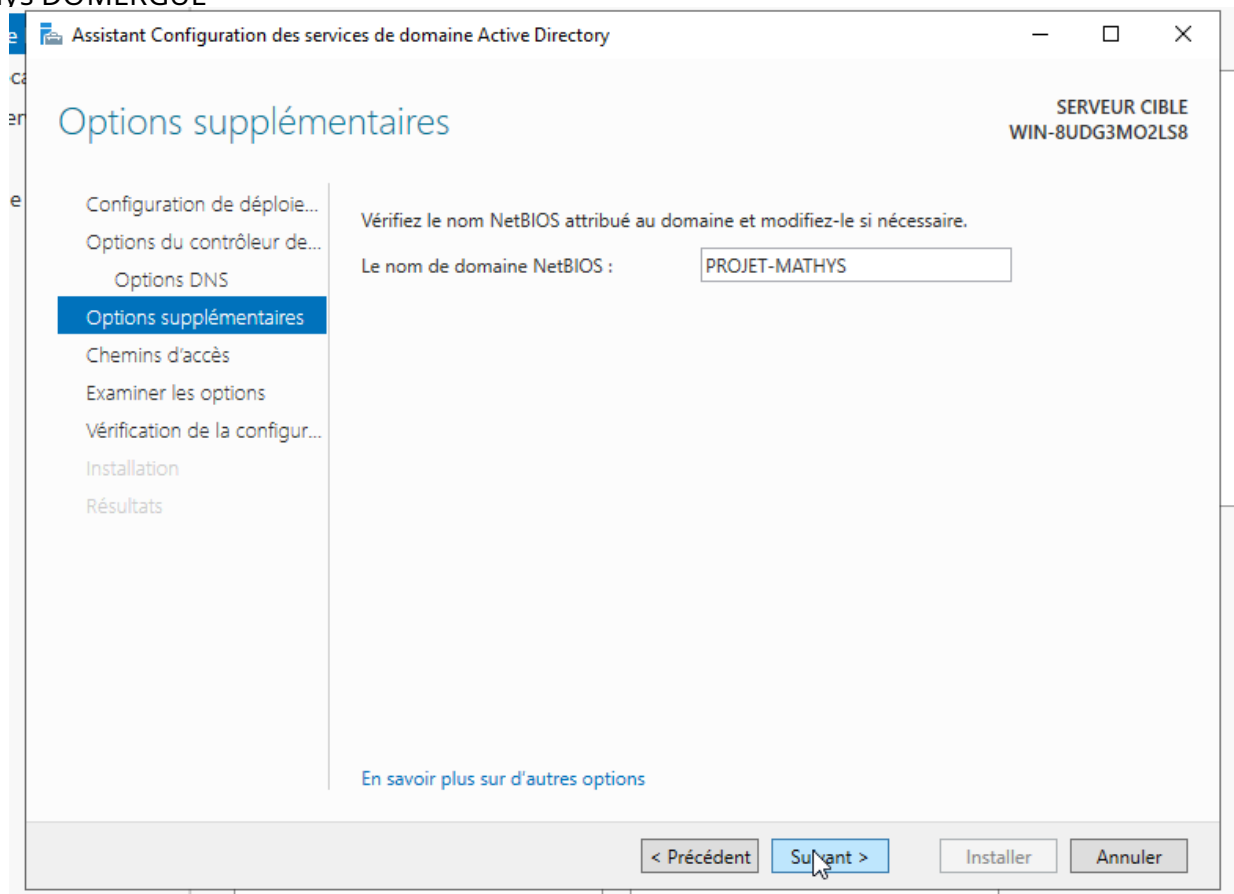 DOMERGUE
Assistant Configuration des services de domaine Active Directory
Options supplémentaires
SERVEUR CIBLE
WIN-8UDG3MO2LS8
Configuration de déploie...
Options du contrôleur de...
Options DNS
Options supplémentaires
Chemins d'accès
Examiner les options
Vérification de la configur...
Installation
Résultats
Vérifiez le nom NetBIOS attribué au domaine et modifiez-le si nécessaire.
Le nom de domaine NetBIOS : PROJET-MATHYS
En savoir plus sur d'autres options
< Précédent Suivant > Installer Annuler